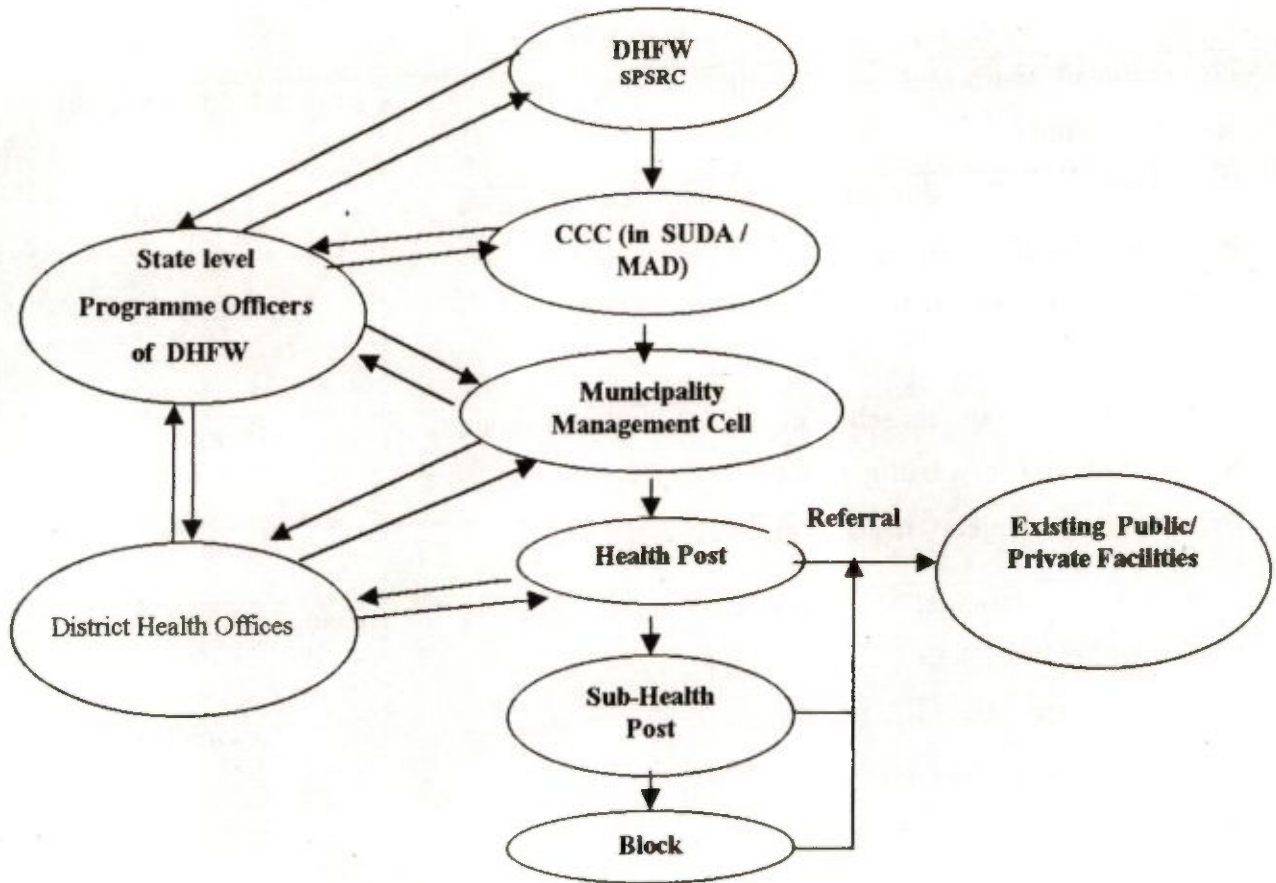 DHFW
SPSRC
CCC (in SUDA /
MAD)
State level
Programme Officers
of DHFW
Municipality
Management Cell
Referral
Health Post
Existing Public/
Private Facilities
District Health Offices
Sub-Health
Post
Block